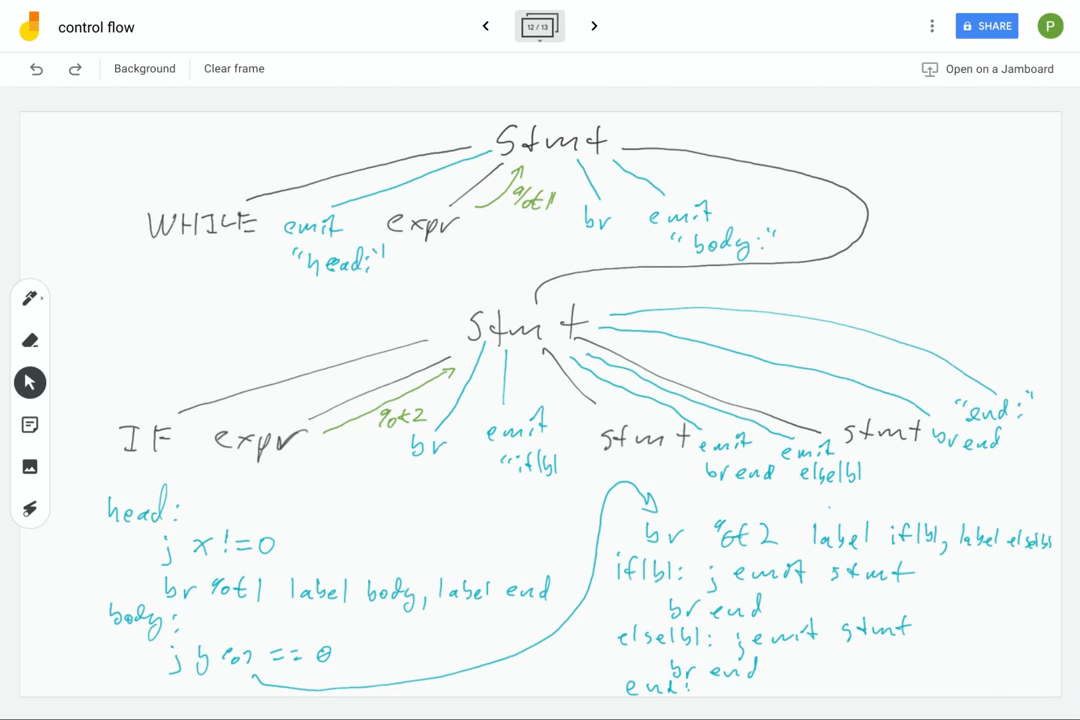 control flow
12 / 13
SHARE
P
Background
Clear frame
Open on a Jamboard
Stmt
%t1
WHILE emit expr br emit
"head:"
"body:"
Stmt
%t2
"end:"
IF expr br emit stmt emit emit stmt br end
"iflbl
br end elselbl
head:
; x != 0
br %t1 label body, label end
body:
; y == 0
br %t2 label iflbl, label elselbl
iflbl: ; emit stmt
br end
elselbl: ; emit stmt
br end
end: